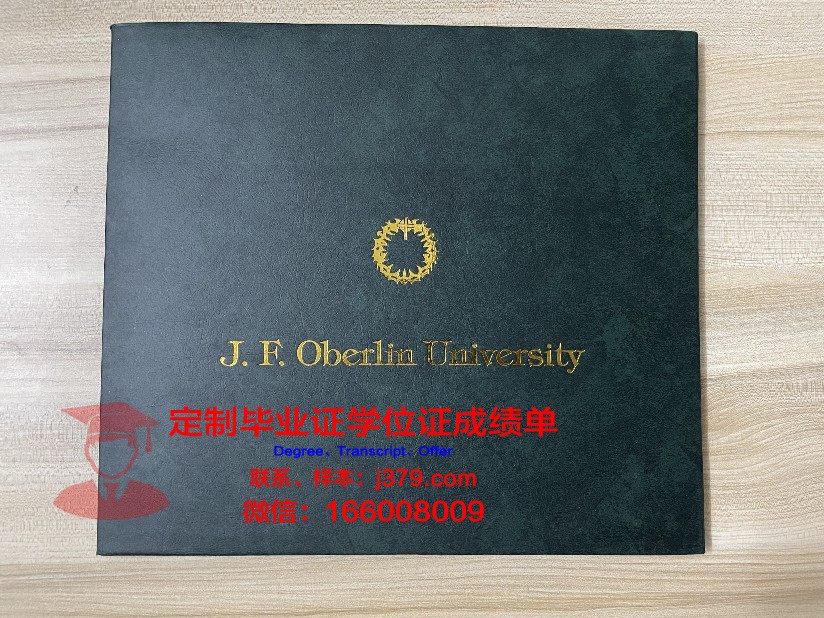 J. F. Oberlin University
定制毕业证学位证成绩单
Degree、Transcript、Offer
联系、样本：j379.com
微信：166008009